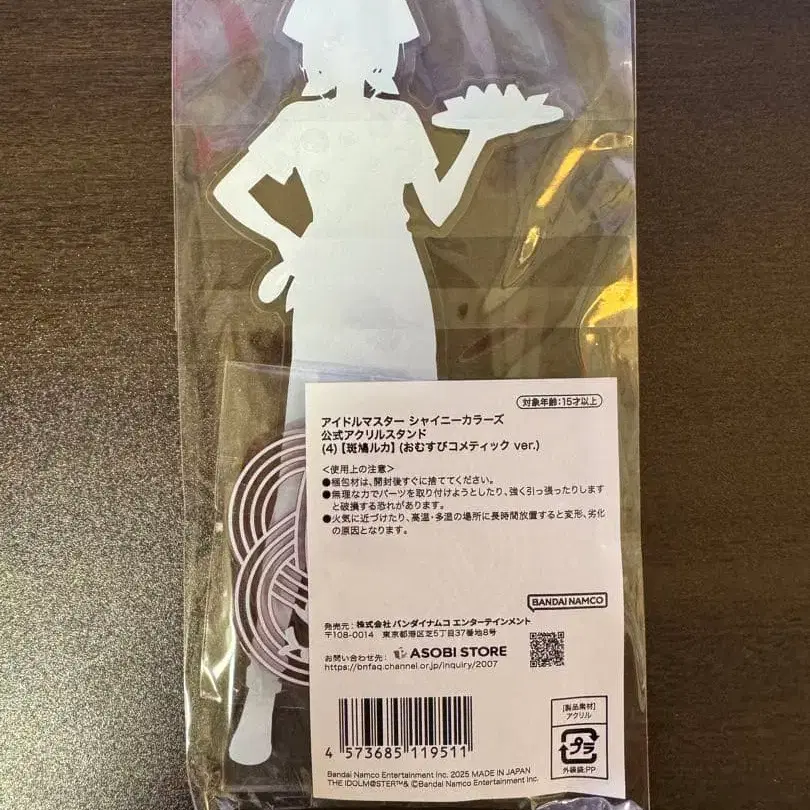 対象年齢:15才以上
アイドルマスター シャイニーカラーズ
公式アクリルスタンド
(4)【斑鳩ルカ】(おむすびコメティック ver.)
＜使用上の注意＞
●梱包材は、開封後すぐに捨ててください。
●無理な力でパーツを取り付けようとしたり、強く引っ張ったりします
と破損する恐れがあります。
●火気に近づけたり、高温・多湿の場所に長時間放置すると変形、劣化
の原因となります。
BANDAI NAMCO
発売元：株式会社 バンダイナムコ エンターテインメント
〒108-0014 東京都港区芝5丁目37番地8号
お問い合わせ先： ASOBI STORE
https://bnfaq.channel.or.jp/inquiry/2007
4 573685 119511
[製品素材]
アクリル
プラ
外装袋:PP
Bandai Namco Entertainment Inc. 2025 MADE IN JAPAN
THE IDOLM@STER™& ©Bandai Namco Entertainment Inc.